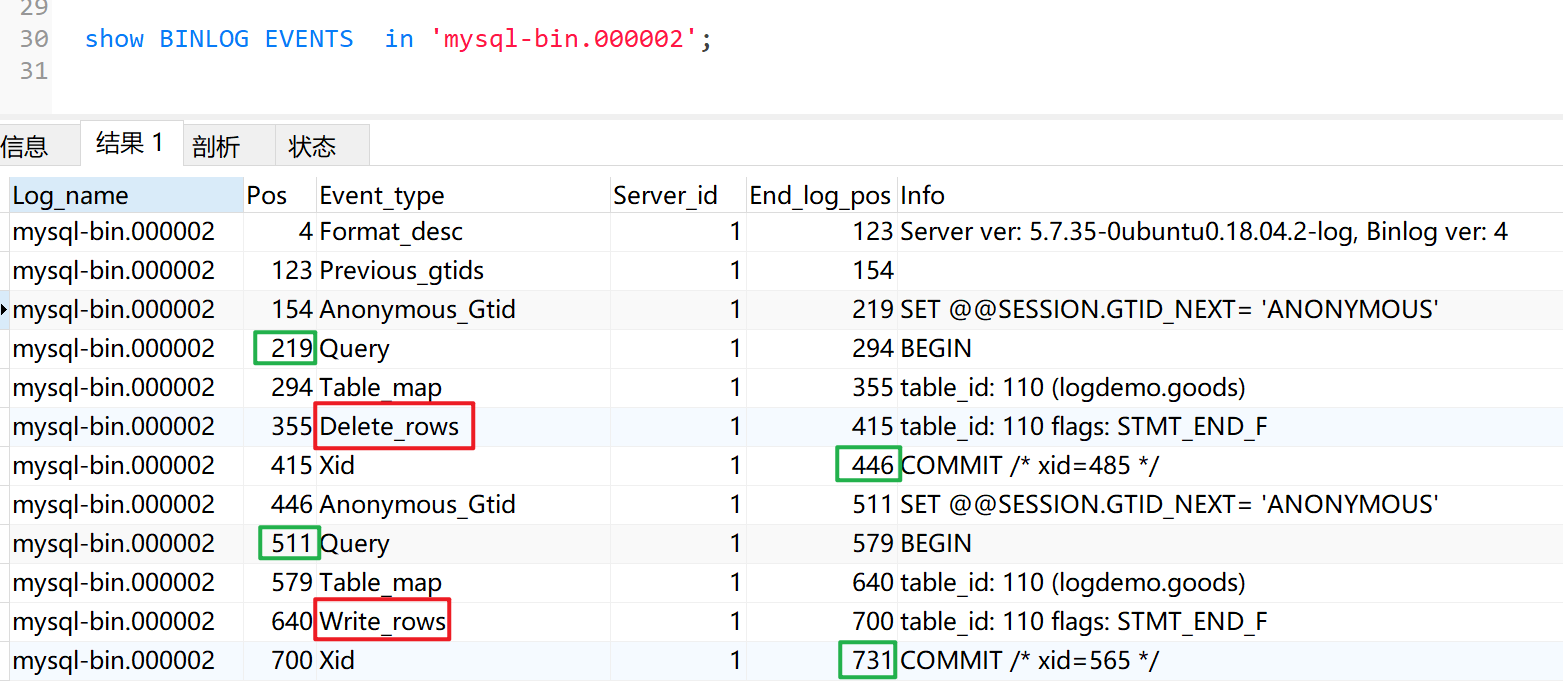 29
30 show BINLOG EVENTS in 'mysql-bin.000002';
31
信息 结果 1 剖析 状态
Log_name Pos Event_type Server_id End_log_pos Info
mysql-bin.000002 4 Format_desc 1 123 Server ver: 5.7.35-0ubuntu0.18.04.2-log, Binlog ver: 4
mysql-bin.000002 123 Previous_gtids 1 154
mysql-bin.000002 154 Anonymous_Gtid 1 219 SET @@SESSION.GTID_NEXT= 'ANONYMOUS'
mysql-bin.000002 219 Query 1 294 BEGIN
mysql-bin.000002 294 Table_map 1 355 table_id: 110 (logdemo.goods)
mysql-bin.000002 355 Delete_rows 1 415 table_id: 110 flags: STMT_END_F
mysql-bin.000002 415 Xid 1 446 COMMIT /* xid=485 */
mysql-bin.000002 446 Anonymous_Gtid 1 511 SET @@SESSION.GTID_NEXT= 'ANONYMOUS'
mysql-bin.000002 511 Query 1 579 BEGIN
mysql-bin.000002 579 Table_map 1 640 table_id: 110 (logdemo.goods)
mysql-bin.000002 640 Write_rows 1 700 table_id: 110 flags: STMT_END_F
mysql-bin.000002 700 Xid 1 731 COMMIT /* xid=565 */